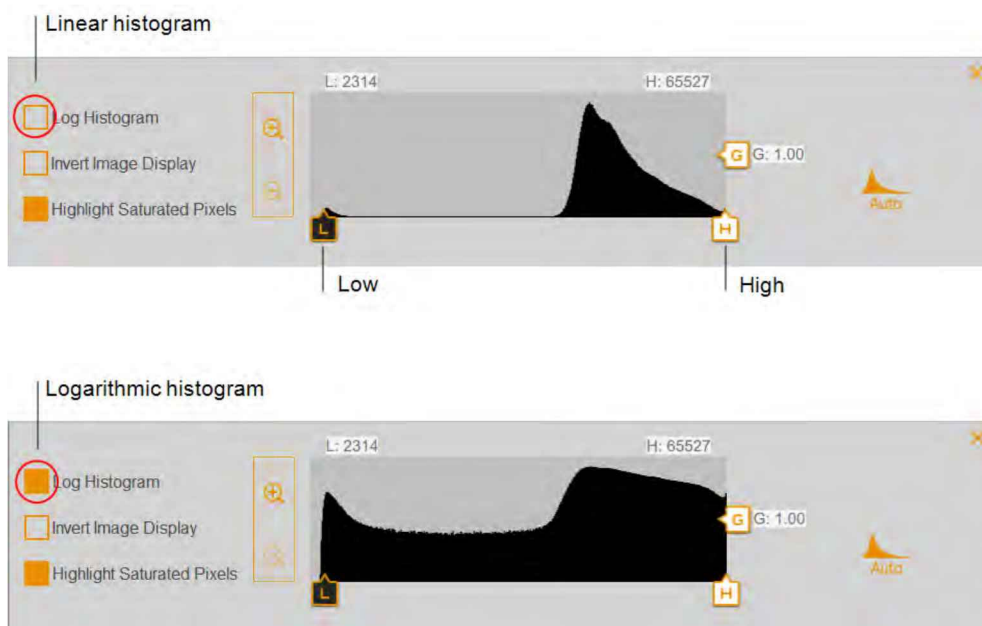 Linear histogram
L: 2314
H: 65527
Log Histogram
Invert Image Display
G
G: 1.00
Highlight Saturated Pixels
Auto
L
H
Low
High
Logarithmic histogram
L: 2314
H: 65527
Log Histogram
Invert Image Display
G
G: 1.00
Highlight Saturated Pixels
Auto
L
H